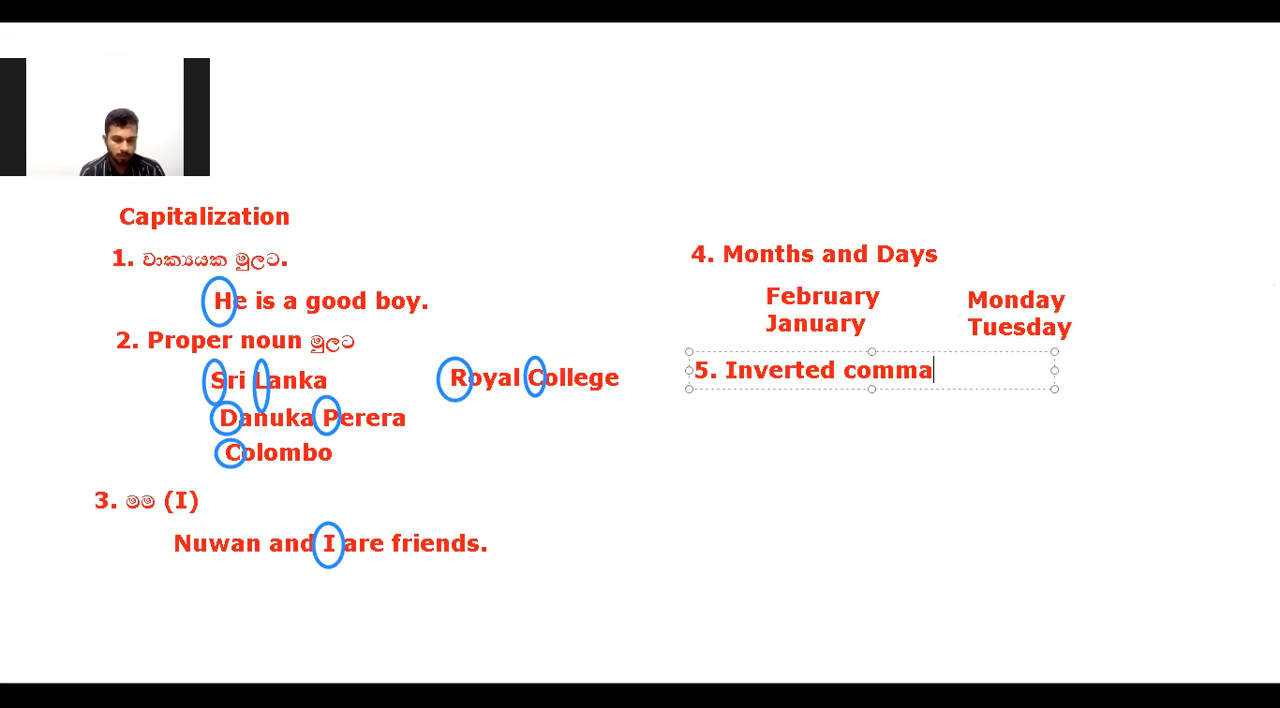 Capitalization
1. වාක්‍යයක මුලට.
He is a good boy.
2. Proper noun මුලට
Sri Lanka
Royal College
Danuka Perera
Colombo
3. මම (I)
Nuwan and I are friends.
4. Months and Days
February
Monday
January
Tuesday
5. Inverted comma